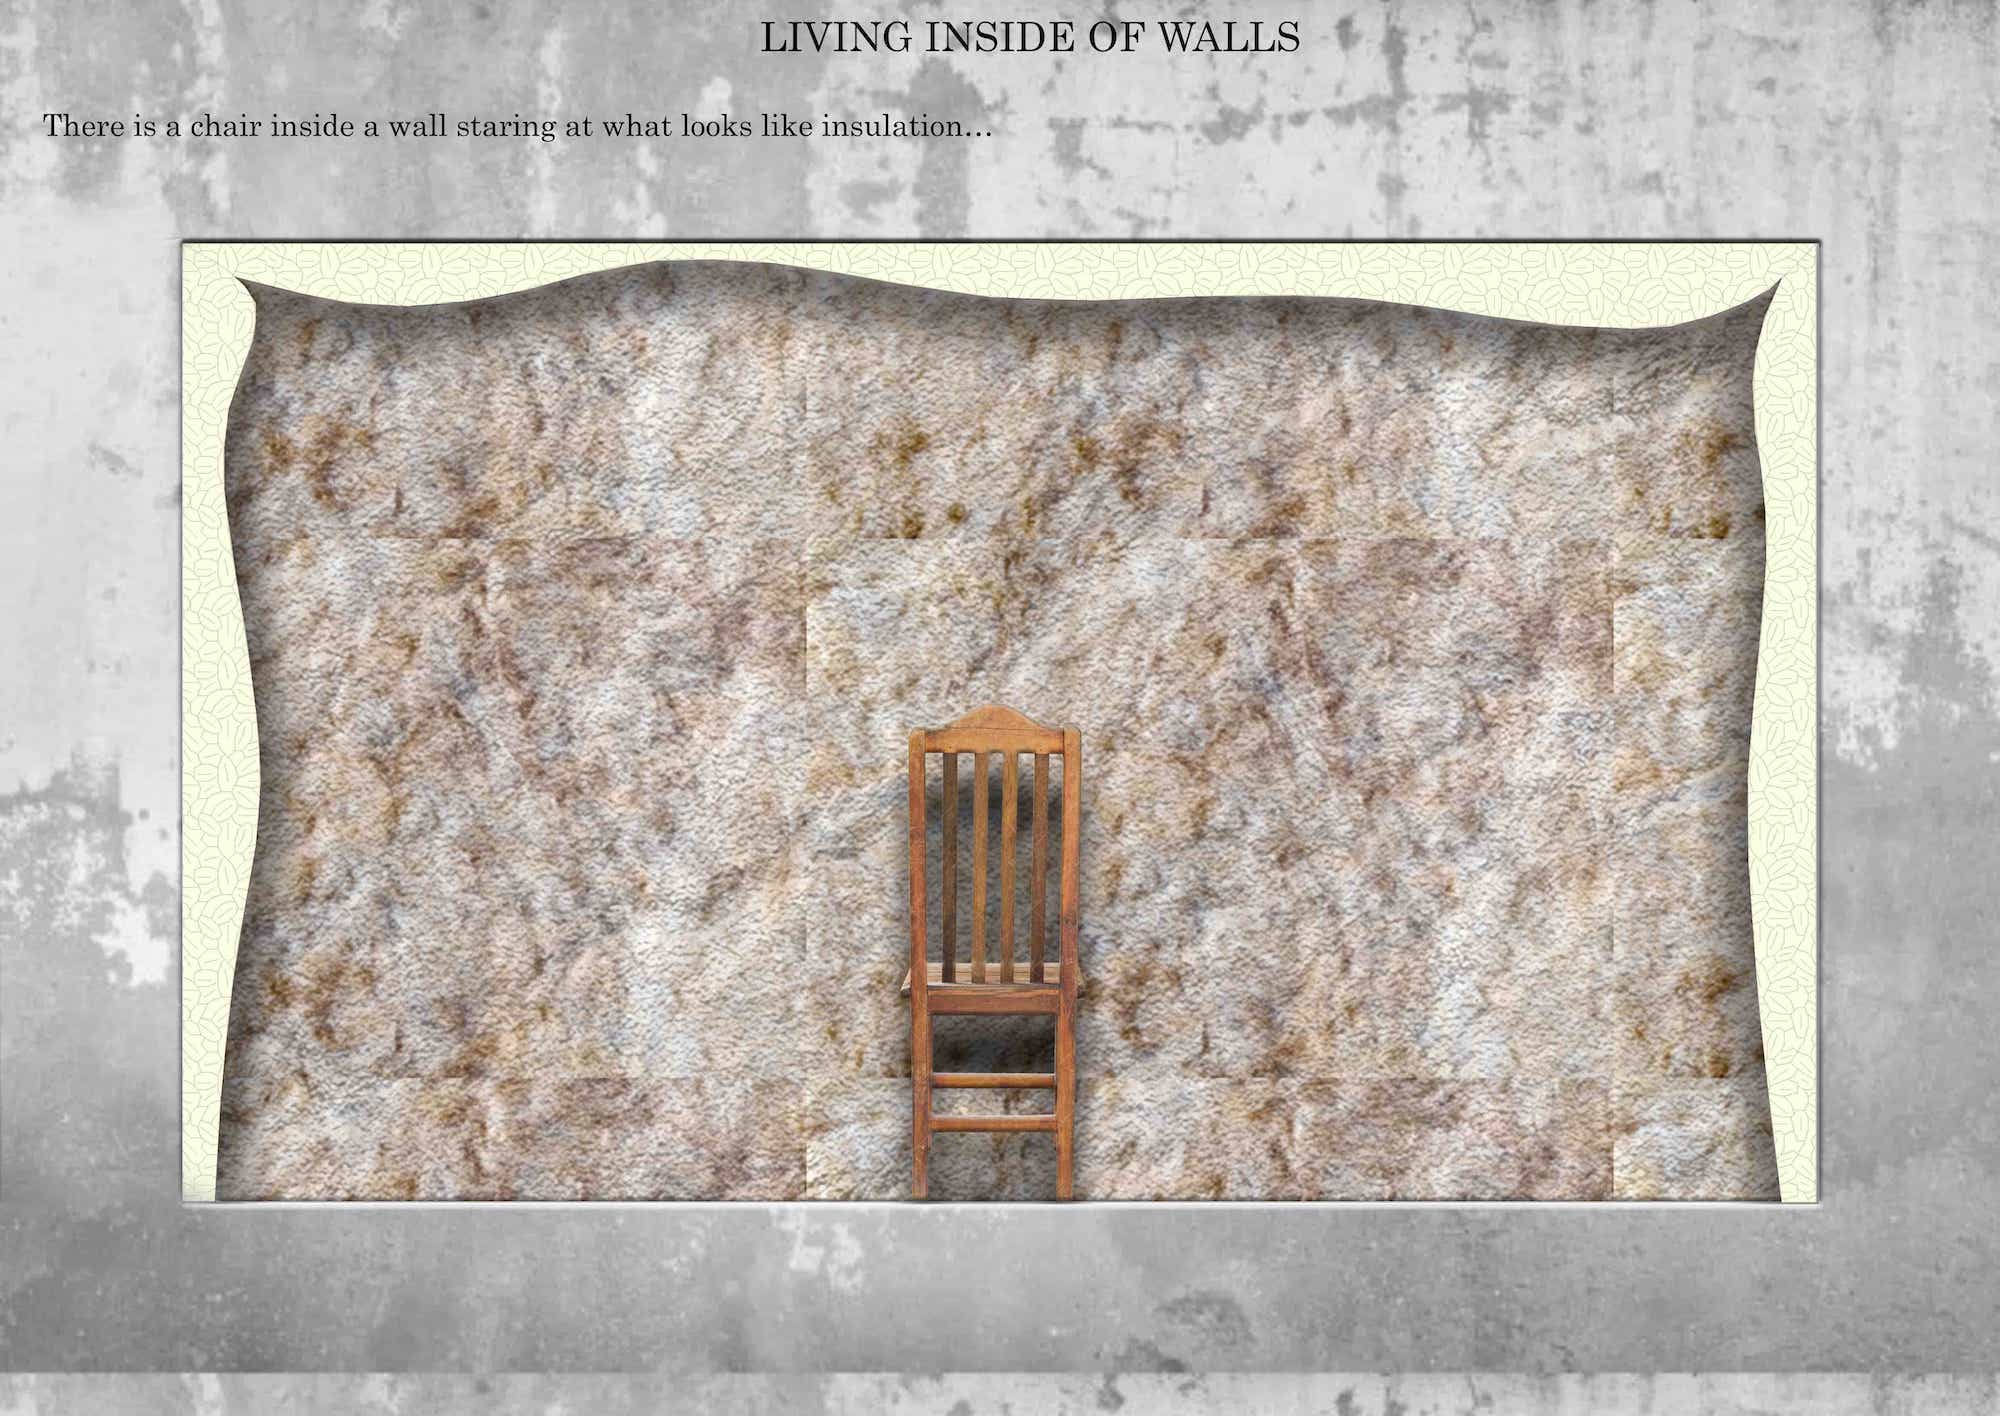 LIVING INSIDE OF WALLS
There is a chair inside a wall staring at what looks like insulation...